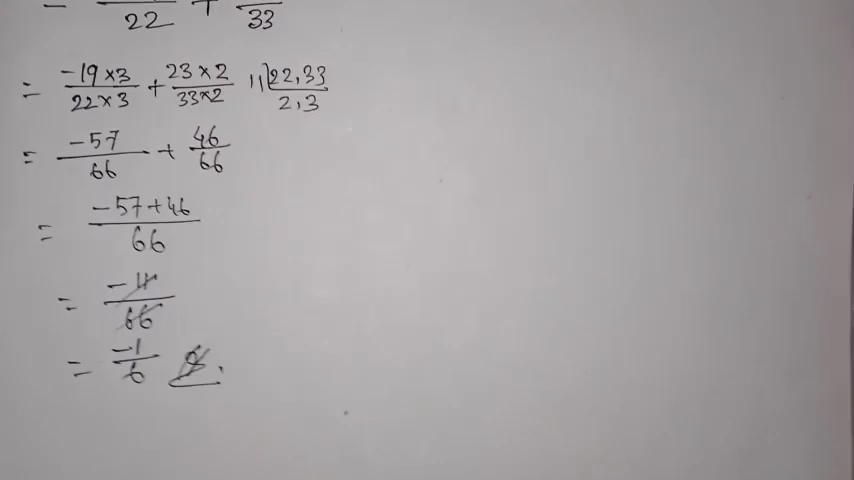 = 22 + 33
= -19×3/22×3 + 23×2/33×2 11)22,33/2,3
= -57/66 + 46/66
= -57+46/66
= -11/66
= -1/6